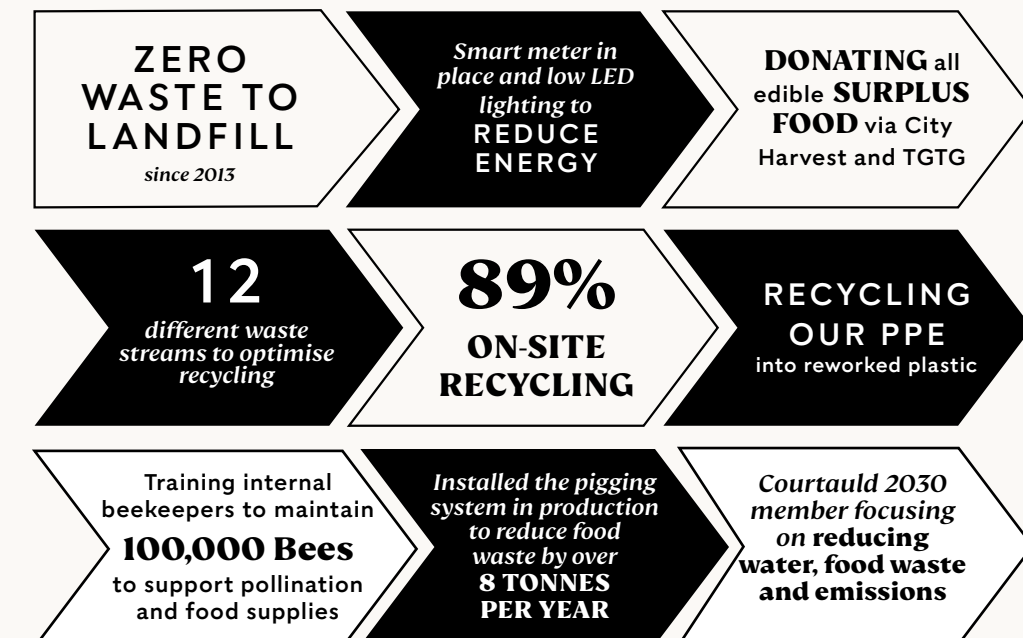 ZERO
WASTE TO
LANDFILL
since 2013
Smart meter in
place and low LED
lighting to
REDUCE
ENERGY
DONATING all
edible SURPLUS
FOOD via City
Harvest and TGTG
12
different waste
streams to optimise
recycling
89%
ON-SITE
RECYCLING
RECYCLING
OUR PPE
into reworked plastic
Training internal
beekeepers to maintain
100,000 Bees
to support pollination
and food supplies
Installed the pigging
system in production
to reduce food
waste by over
8 TONNES
PER YEAR
Courtauld 2030
member focusing
on reducing
water, food waste
and emissions